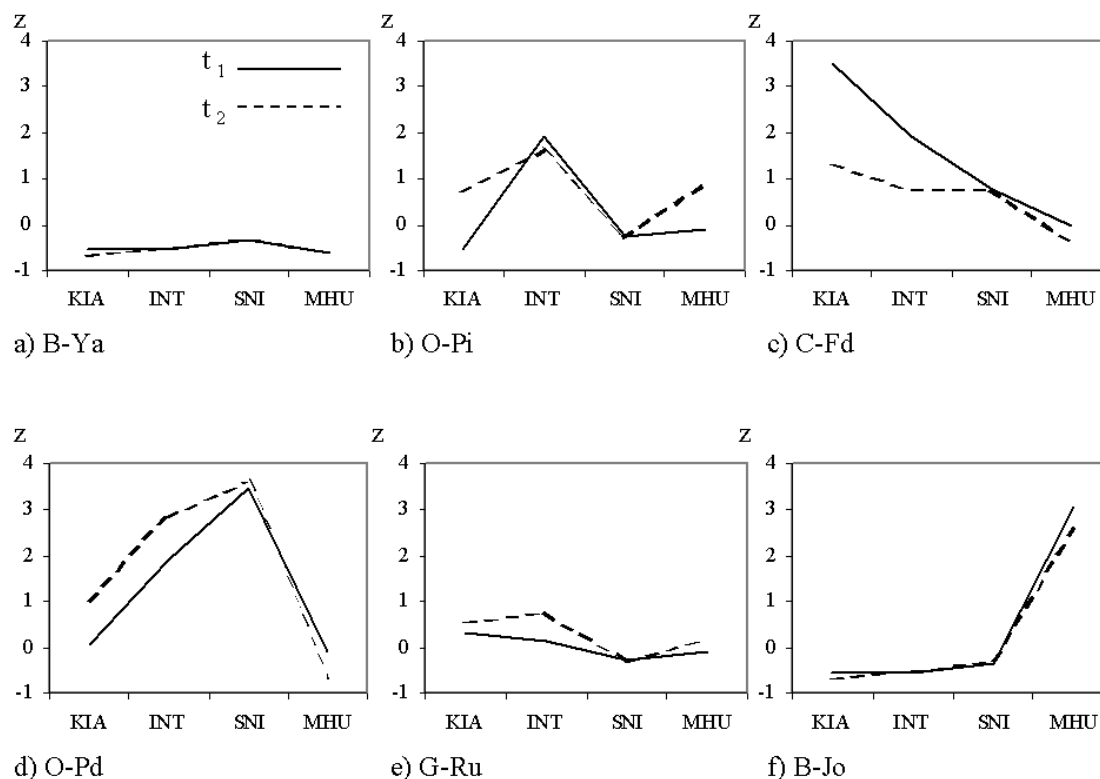 z z z
4 4 4
t 1
3 3 3
t 2
2 2 2
1 1 1
0 0 0
-1 -1 -1
KIA INT SNI MHU KIA INT SNI MHU KIA INT SNI MHU
a) B-Ya b) O-Pi c) C-Fd
z z z
4 4 4
3 3 3
2 2 2
1 1 1
0 0 0
-1 -1 -1
KIA INT SNI MHU KIA INT SNI MHU KIA INT SNI MHU
d) O-Pd e) G-Ru f) B-Jo